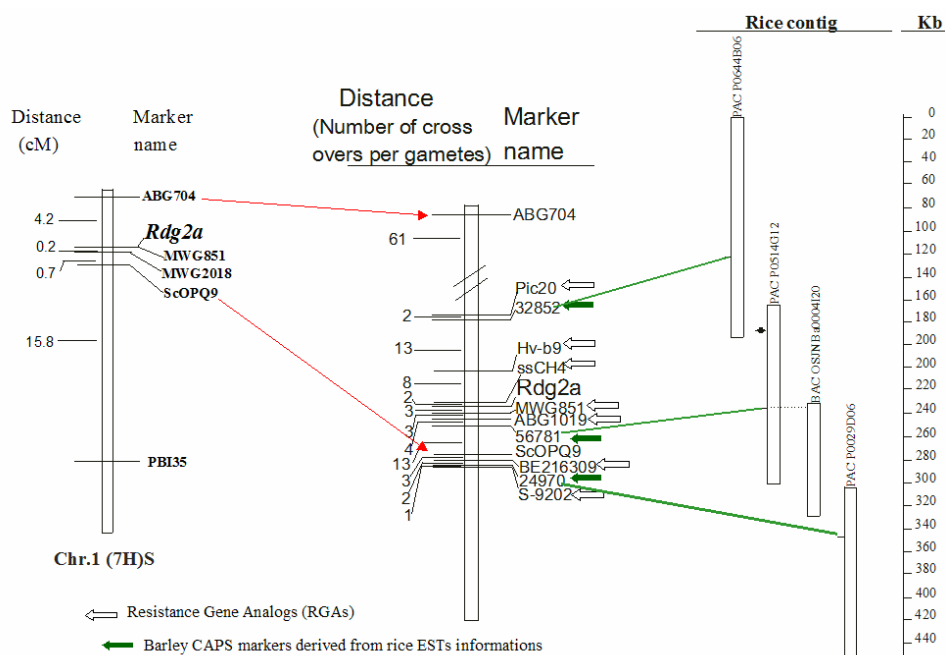 Rice contig
Kb
PAC P0644B06
PAC P0514G12
BAC OSJNBa0004I20
PAC P0029D06
0
20
40
60
80
100
120
140
160
180
200
220
240
260
280
300
320
340
360
380
400
420
440
Distance
(cM)
Marker
name
ABG704
4.2
Rdg2a
0.2
MWG851
MWG2018
0.7
ScOPQ9
15.8
PBI35
Chr.1 (7H)S
Distance
(Number of cross
overs per gametes)
Marker
name
ABG704
61
Pic20
32852
2
13
Hv-b9
ssCH4
8
Rdg2a
2
3
MWG851
ABG1019
3
56781
4
ScOPQ9
13
BE216309
3
24970
2
S-9202
1
Resistance Gene Analogs (RGAs)
Barley CAPS markers derived from rice ESTs informations